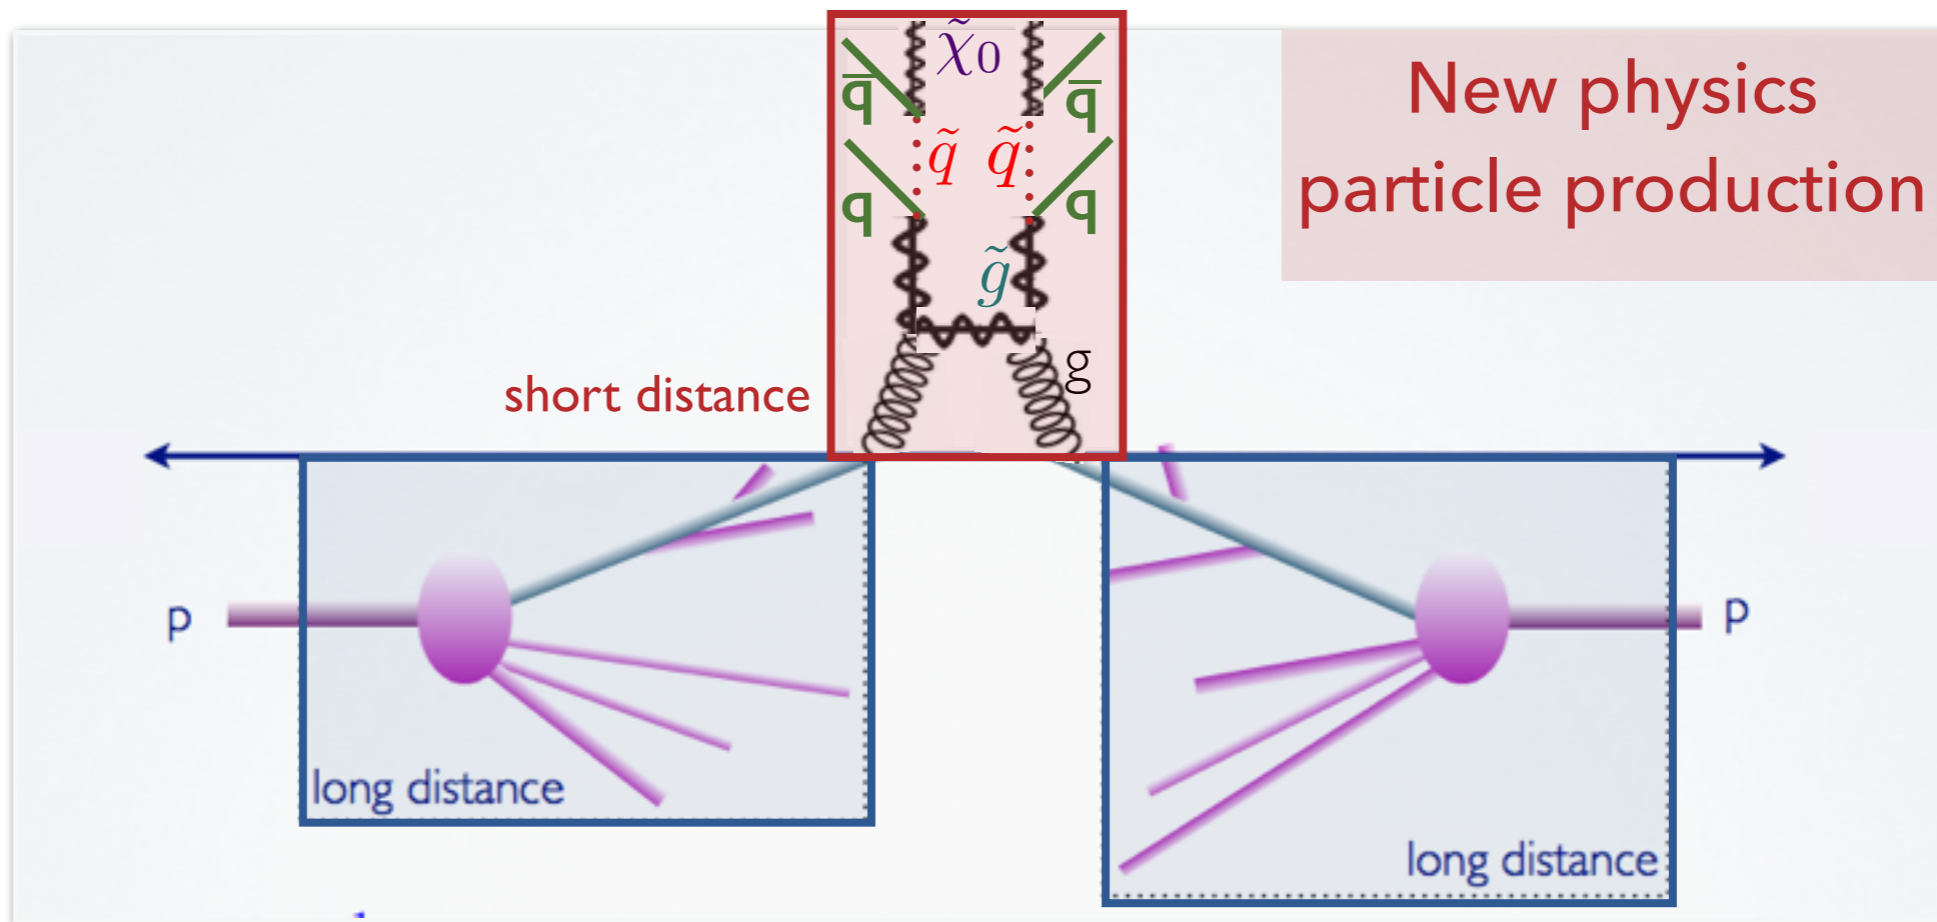 χ̃0
New physics
particle production
q̅
q̅
q̃
q̃
q
q
g̃
g
short distance
p
p
long distance
long distance